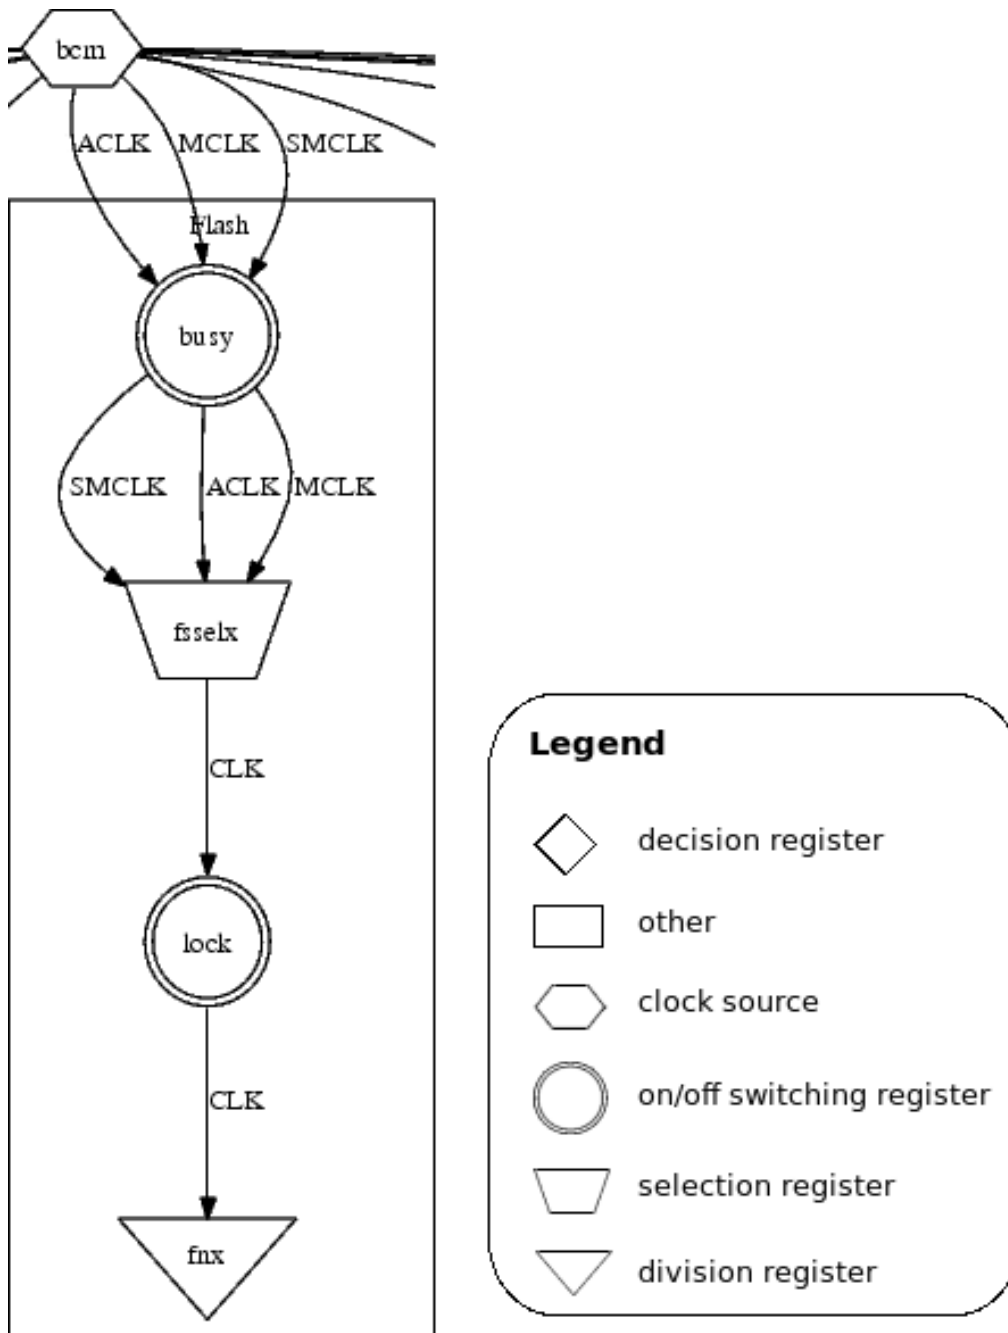 bcm
ACLK MCLK SMCLK
Flash
busy
SMCLK ACLK MCLK
fsselx
CLK
lock
CLK
fnx
Legend
decision register
other
clock source
on/off switching register
selection register
division register